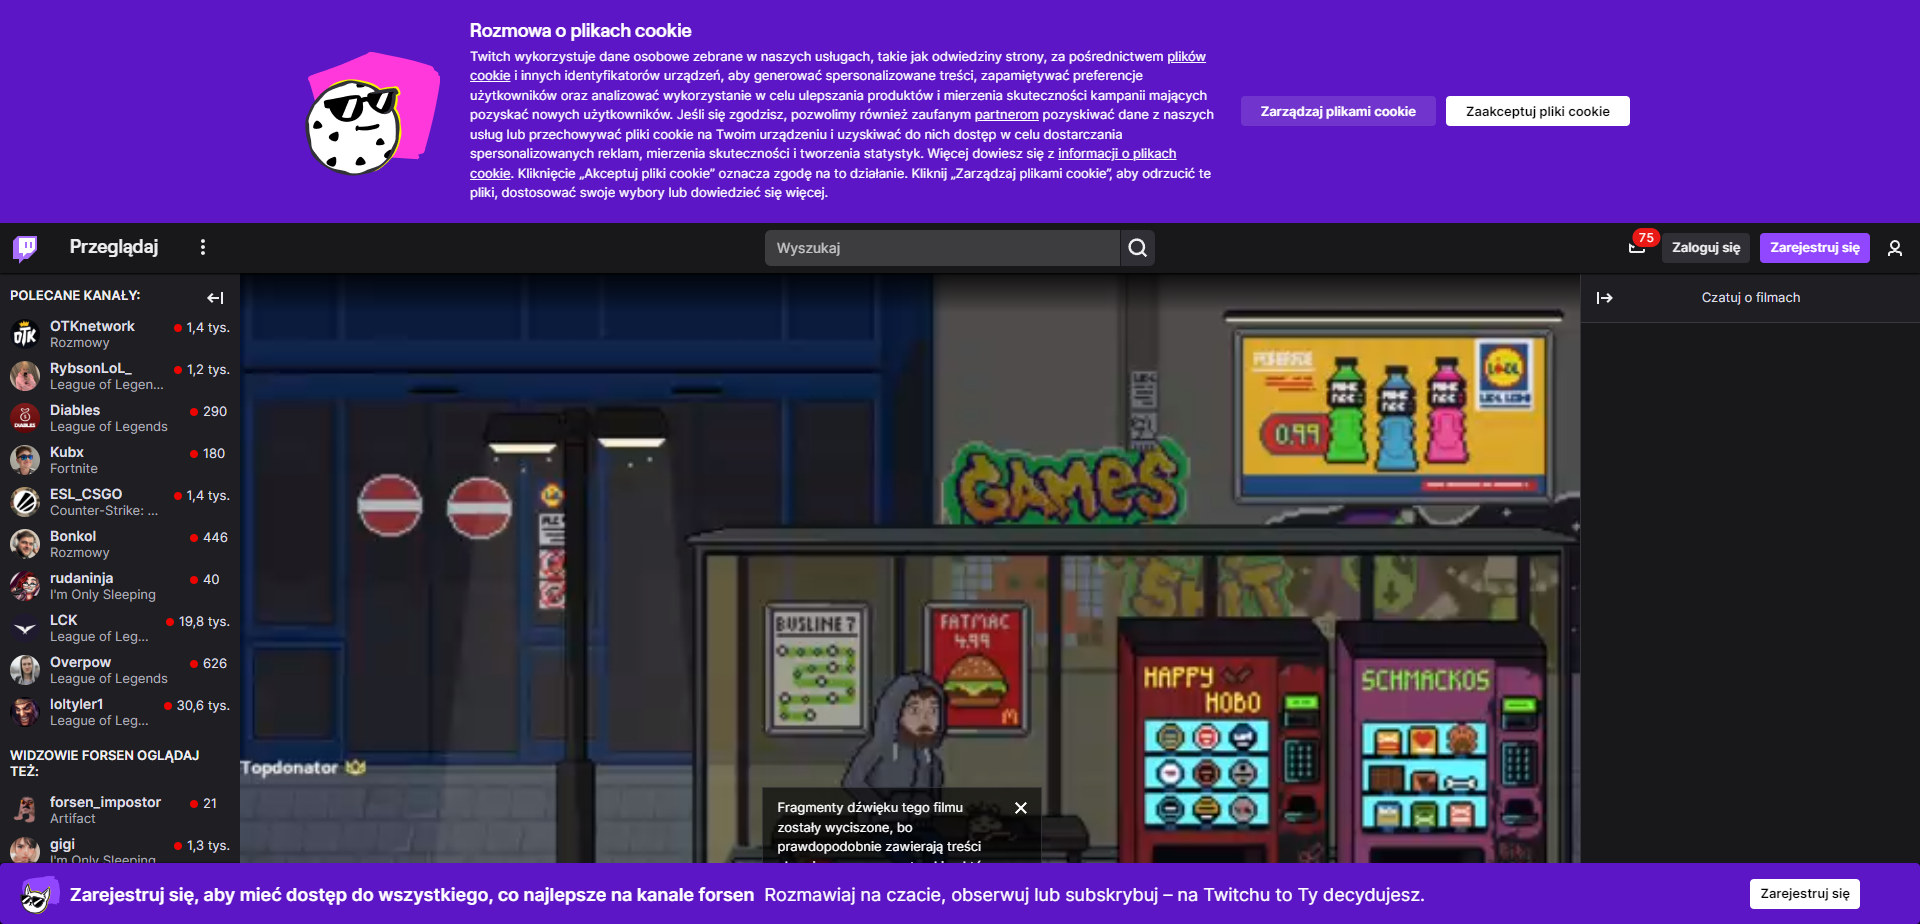 Rozmowa o plikach cookie
Twitch wykorzystuje dane osobowe zebrane w naszych usługach, takie jak odwiedziny strony, za pośrednictwem plików
cookie i innych identyfikatorów urządzeń, aby generować spersonalizowane treści, zapamiętywać preferencje
użytkowników oraz analizować wykorzystanie w celu ulepszania produktów i mierzenia skuteczności kampanii mających
pozyskać nowych użytkowników. Jeśli się zgodzisz, pozwolimy również zaufanym partnerom pozyskiwać dane z naszych
usług lub przechowywać pliki cookie na Twoim urządzeniu i uzyskiwać do nich dostęp w celu dostarczania
spersonalizowanych reklam, mierzenia skuteczności i tworzenia statystyk. Więcej dowiesz się z informacji o plikach
cookie. Kliknięcie „Akceptuj pliki cookie” oznacza zgodę na to działanie. Kliknij „Zarządzaj plikami cookie”, aby odrzucić te
pliki, dostosować swoje wybory lub dowiedzieć się więcej.
Zarządzaj plikami cookie
Zaakceptuj pliki cookie
Przeglądaj
Wyszukaj
75
Zaloguj się
Zarejestruj się
POLECANE KANAŁY:
OTKnetwork
1,4 tys.
Rozmowy
RybsonLoL_
1,2 tys.
League of Legen...
Diables
290
League of Legends
Kubx
180
Fortnite
ESL_CSGO
1,4 tys.
Counter-Strike: ...
Bonkol
446
Rozmowy
rudaninja
40
I'm Only Sleeping
LCK
19,8 tys.
League of Leg...
Overpow
626
League of Legends
loltyler1
30,6 tys.
League of Leg...
WIDZOWIE FORSEN OGLĄDAJ
TEŻ:
forsen_impostor
21
Artifact
gigi
1,3 tys.
I'm Only Sleeping
Czatuj o filmach
0.99
GAMES
SHIT
BUSLINE 7
FATMAC
4.99
HAPPY
HOBO
SCHMACKOS
Topdonator
Fragmenty dźwięku tego filmu
zostały wyciszone, bo
prawdopodobnie zawierają treści
Zarejestruj się, aby mieć dostęp do wszystkiego, co najlepsze na kanale forsen Rozmawiaj na czacie, obserwuj lub subskrybuj – na Twitchu to Ty decydujesz.
Zarejestruj się